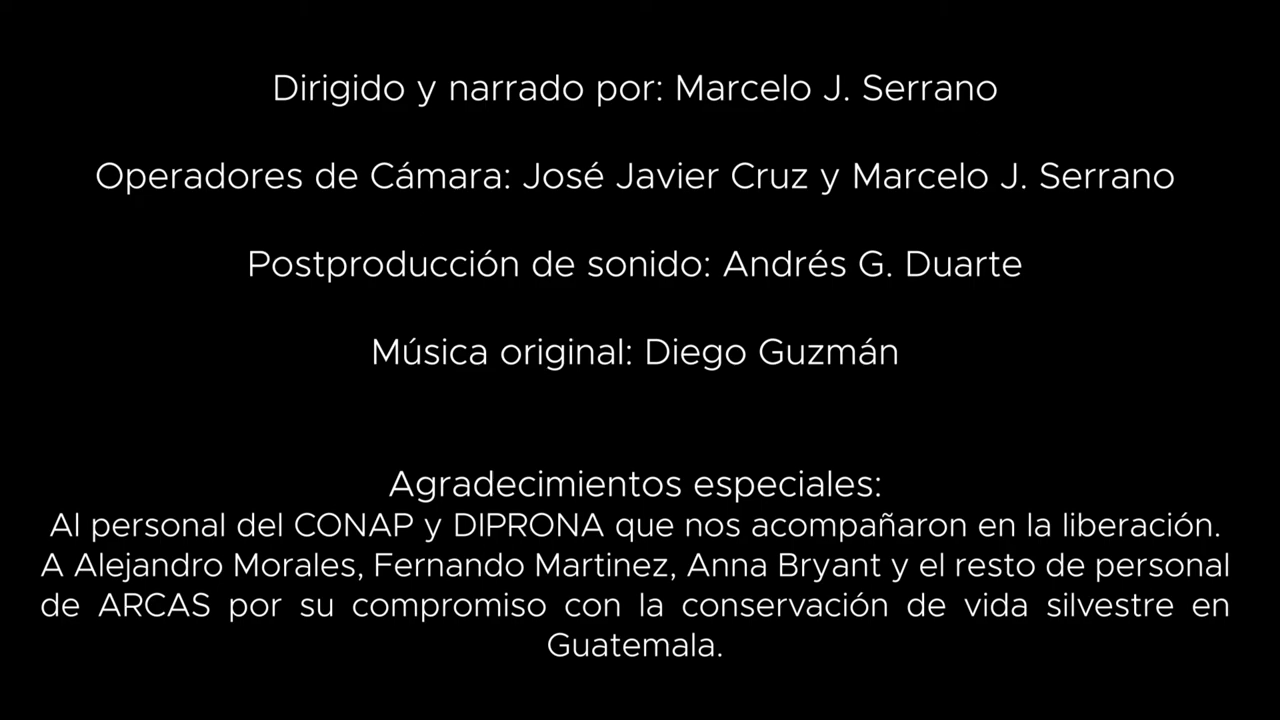 Dirigido y narrado por: Marcelo J. Serrano
Operadores de Cámara: José Javier Cruz y Marcelo J. Serrano
Postproducción de sonido: Andrés G. Duarte
Música original: Diego Guzmán
Agradecimientos especiales:
Al personal del CONAP y DIPRONA que nos acompañaron en la liberación.
A Alejandro Morales, Fernando Martinez, Anna Bryant y el resto de personal
de ARCAS por su compromiso con la conservación de vida silvestre en
Guatemala.